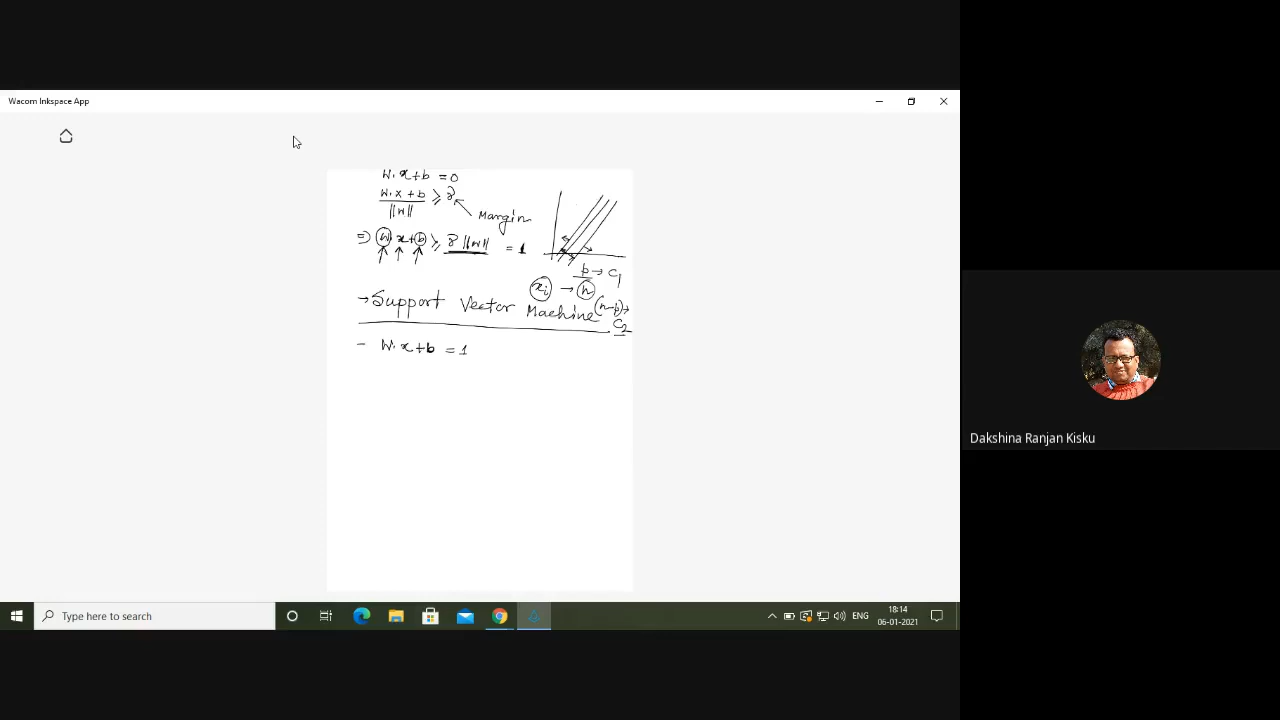 Wacom Inkspace App
W. x + b = 0
W. x + b / ||W|| ≥ γ
Margin
⇒ W. x + b ≥ γ ||W|| = 1
p → C1
xi → n
(n-p) → C2
→ Support Vector Machine
- W. x + b = 1
Dakshina Ranjan Kisku
Type here to search
ENG
18:14
06-01-2021